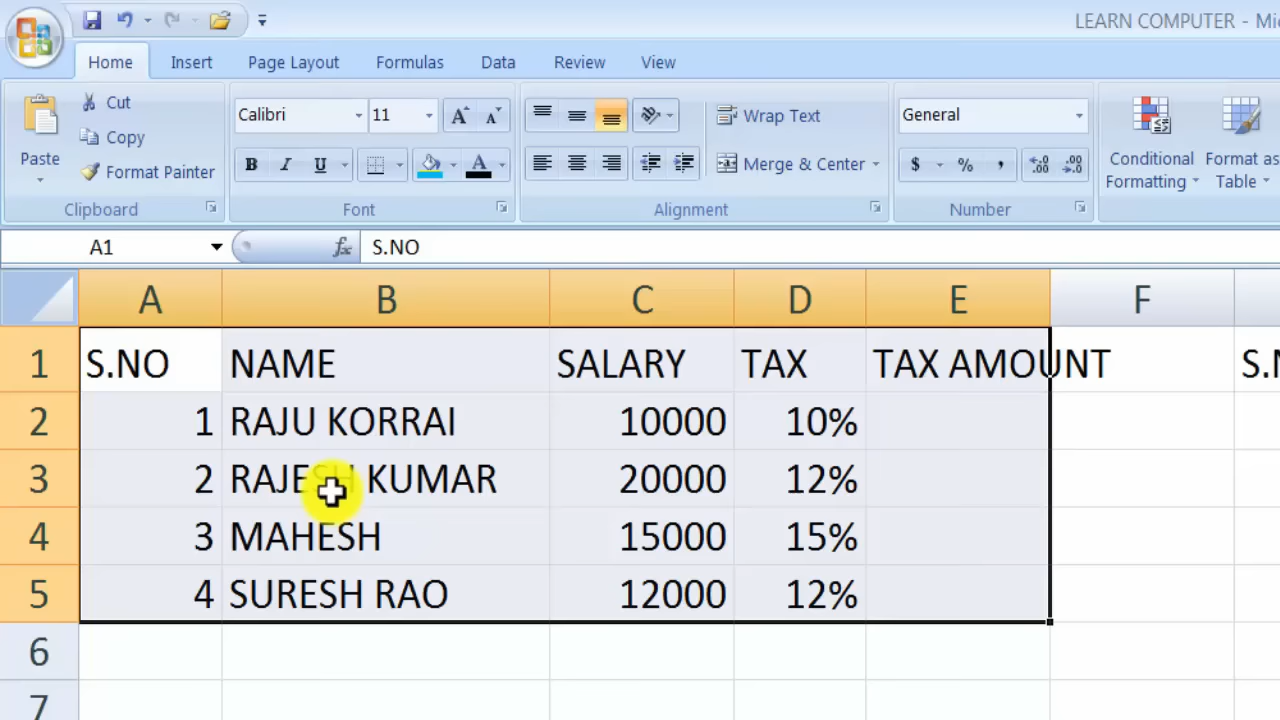 LEARN COMPUTER - Mic
Home Insert Page Layout Formulas Data Review View
Paste Cut Copy Format Painter
Calibri 11 General
B I U
Wrap Text
Merge & Center
$ % ,
Conditional Formatting
Format as Table
Clipboard Font Alignment Number
A1 fx S.NO
A B C D E F
1 S.NO NAME SALARY TAX TAX AMOUNT
2 1 RAJU KORRAI 10000 10%
3 2 RAJESH KUMAR 20000 12%
4 3 MAHESH 15000 15%
5 4 SURESH RAO 12000 12%
6
7